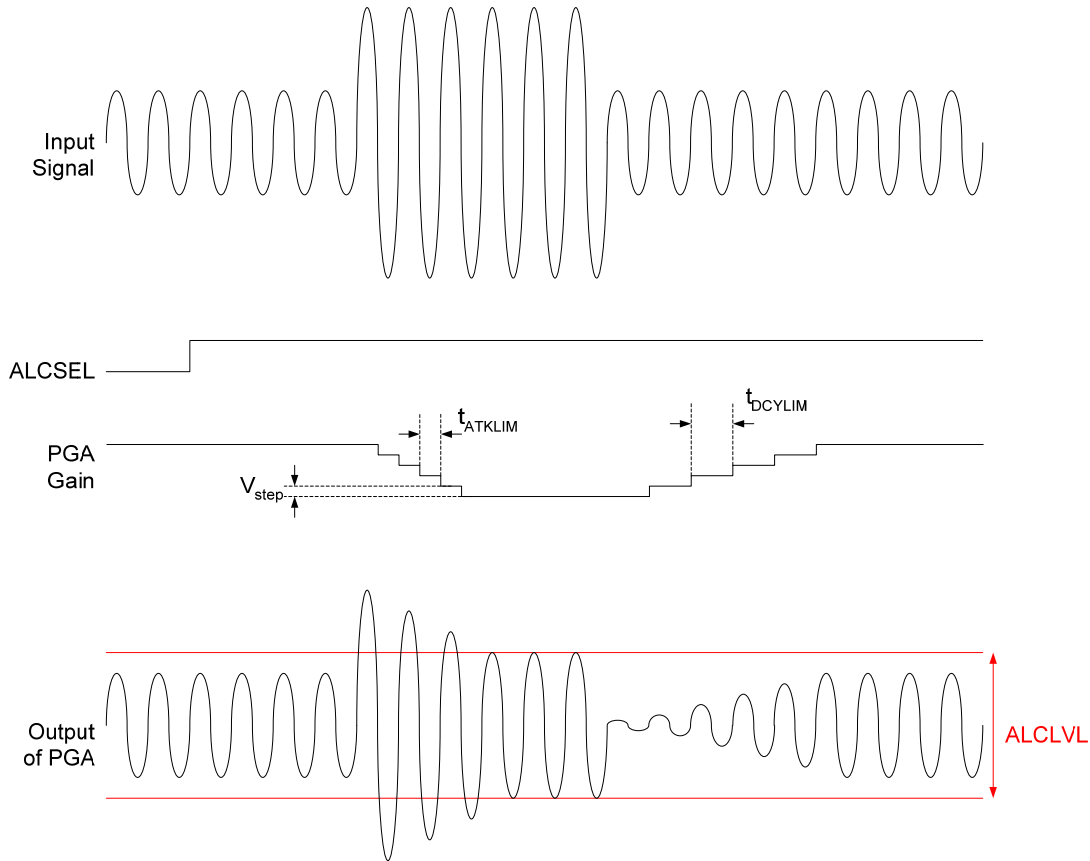 Input
Signal
ALCSEL
tATKLIM
tDCYLIM
PGA
Gain
Vstep
Output
of PGA
ALCLVL